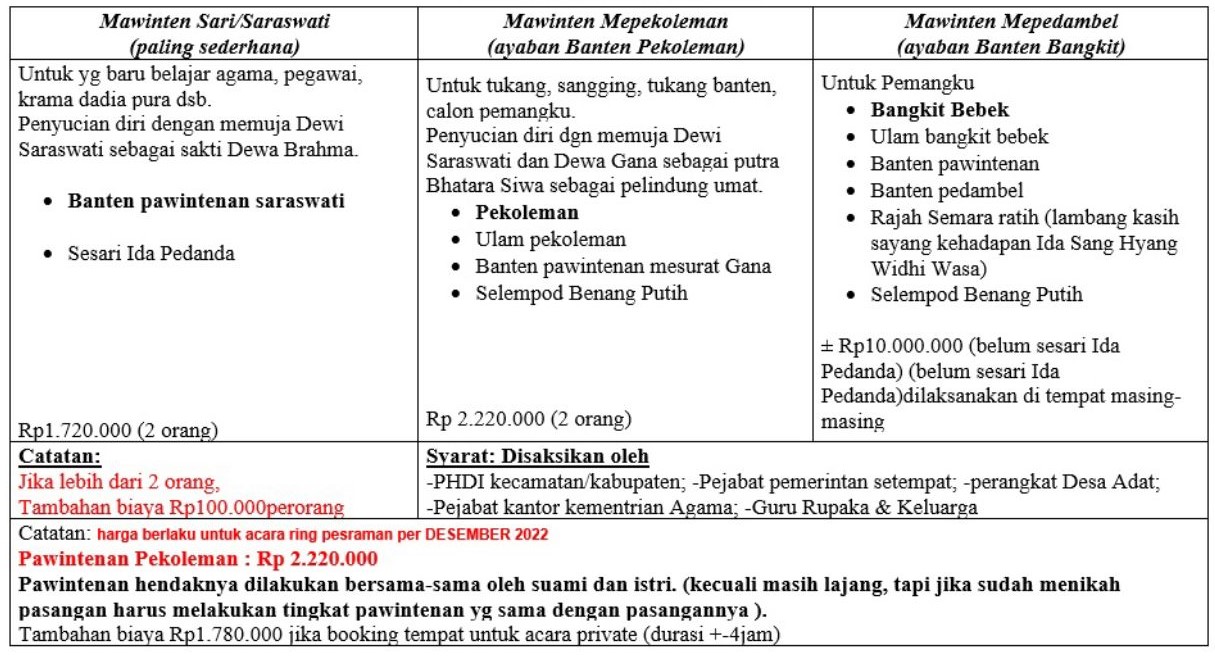 Mawinten Sari/Saraswati
(paling sederhana)
Untuk yg baru belajar agama, pegawai,
krama dadia pura dsb.
Penyucian diri dengan memuja Dewi
Saraswati sebagai sakti Dewa Brahma.
• Banten pawintenan saraswati
• Sesari Ida Pedanda
Rp1.720.000 (2 orang)
Mawinten Mepekoleman
(ayaban Banten Pekoleman)
Untuk tukang, sangging, tukang banten,
calon pemangku.
Penyucian diri dgn memuja Dewi
Saraswati dan Dewa Gana sebagai putra
Bhatara Siwa sebagai pelindung umat.
• Pekoleman
• Ulam pekoleman
• Banten pawintenan mesurat Gana
• Selempod Benang Putih
Rp 2.220.000 (2 orang)
Mawinten Mepedambel
(ayaban Banten Bangkit)
Untuk Pemangku
• Bangkit Bebek
• Ulam bangkit bebek
• Banten pawintenan
• Banten pedambel
• Rajah Semara ratih (lambang kasih
sayang kehadapan Ida Sang Hyang
Widhi Wasa)
• Selempod Benang Putih
± Rp10.000.000 (belum sesari Ida
Pedanda) (belum sesari Ida
Pedanda)dilaksanakan di tempat masing-
masing
Catatan:
Jika lebih dari 2 orang,
Tambahan biaya Rp100.000perorang
Syarat: Disaksikan oleh
-PHDI kecamatan/kabupaten; -Pejabat pemerintan setempat; -perangkat Desa Adat;
-Pejabat kantor kementrian Agama; -Guru Rupaka & Keluarga
Catatan: harga berlaku untuk acara ring pesraman per DESEMBER 2022
Pawintenan Pekoleman : Rp 2.220.000
Pawintenan hendaknya dilakukan bersama-sama oleh suami dan istri. (kecuali masih lajang, tapi jika sudah menikah
pasangan harus melakukan tingkat pawintenan yg sama dengan pasangannya ).
Tambahan biaya Rp1.780.000 jika booking tempat untuk acara private (durasi +-4jam)